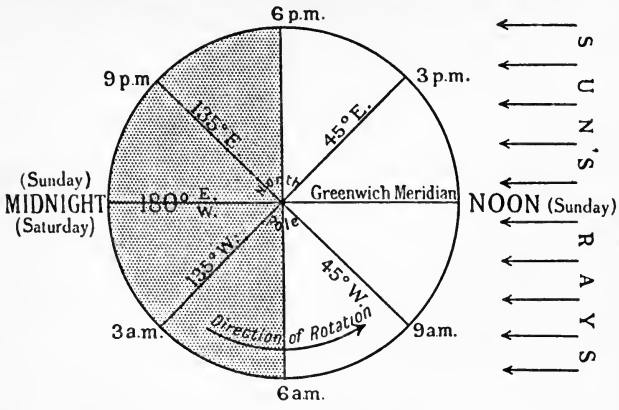 6 p.m.
9 p.m
3 p.m.
135° E.
45° E.
(Sunday)
MIDNIGHT
(Saturday)
180° E.
W.
North
Pole
Greenwich Meridian
NOON (Sunday)
SUN'S RAYS
135° W.
45° W.
Direction of Rotation
3 a.m.
9 a.m.
6 a.m.